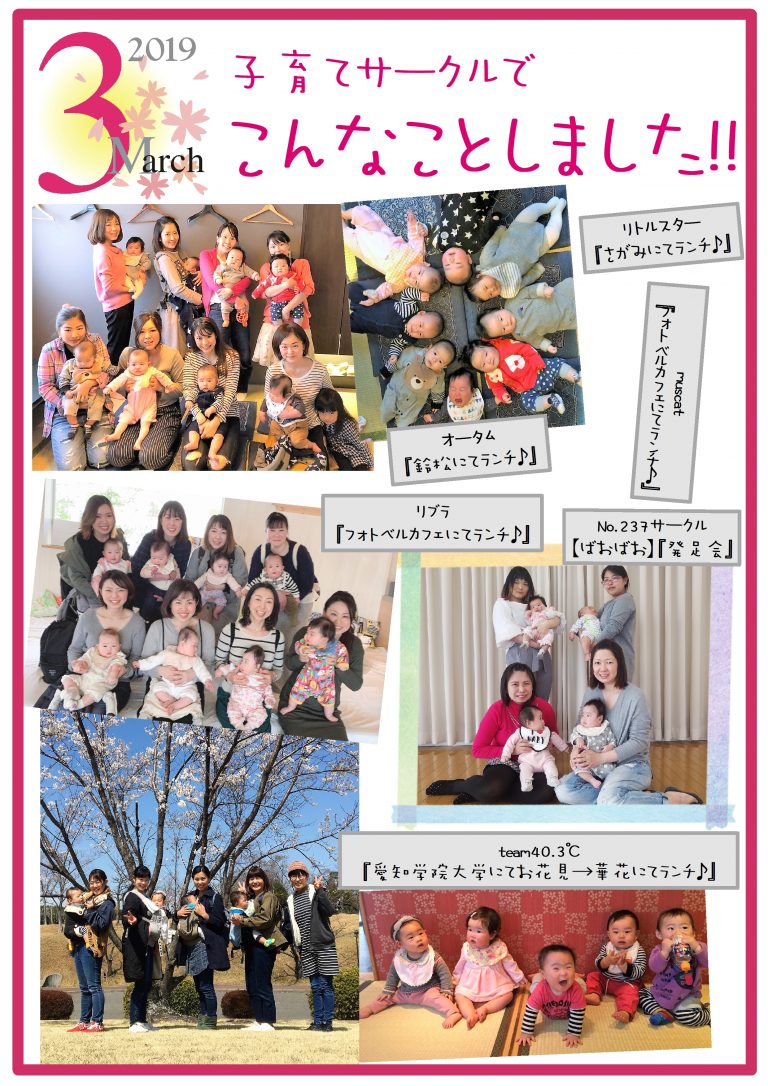 3
2019
March
子育てサークルで
こんなことしました!!
リトルスター
『さがみにてランチ♪』
muscat
『フォトベルカフェにてランチ♪』
オータム
『鈴松にてランチ♪』
リブラ
『フォトベルカフェにてランチ♪』
No.237サークル
【ぱおぱお】『発足会』
BABY
team40.3℃
『愛知学院大学にてお花見→華花にてランチ♪』